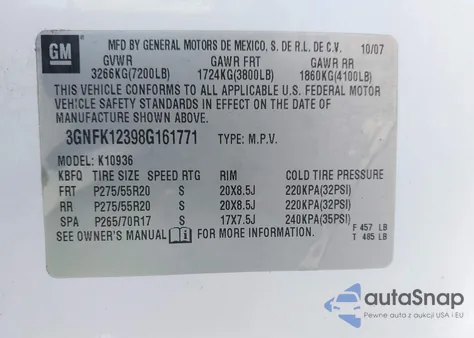 GM
MFD BY GENERAL MOTORS DE MEXICO, S. DE R.L. DE C.V. 10/07
GVWR GAWR FRT GAWR RR
3266KG(7200LB) 1724KG(3800LB) 1860KG(4100LB)
THIS VEHICLE CONFORMS TO ALL APPLICABLE U.S. FEDERAL MOTOR
VEHICLE SAFETY STANDARDS IN EFFECT ON THE DATE OF
MANUFACTURE SHOWN ABOVE.
3GNFK12398G161771 TYPE: M.P.V.
MODEL: K10936
KBFQ TIRE SIZE SPEED RTG RIM COLD TIRE PRESSURE
FRT P275/55R20 S 20X8.5J 220KPA(32PSI)
RR P275/55R20 S 20X8.5J 220KPA(32PSI)
SPA P265/70R17 S 17X7.5J 240KPA(35PSI)
SEE OWNER'S MANUAL i FOR MORE INFORMATION.
F 457 LB
T 485 LB
autoSnap
Pewne auta z aukcji USA i EU